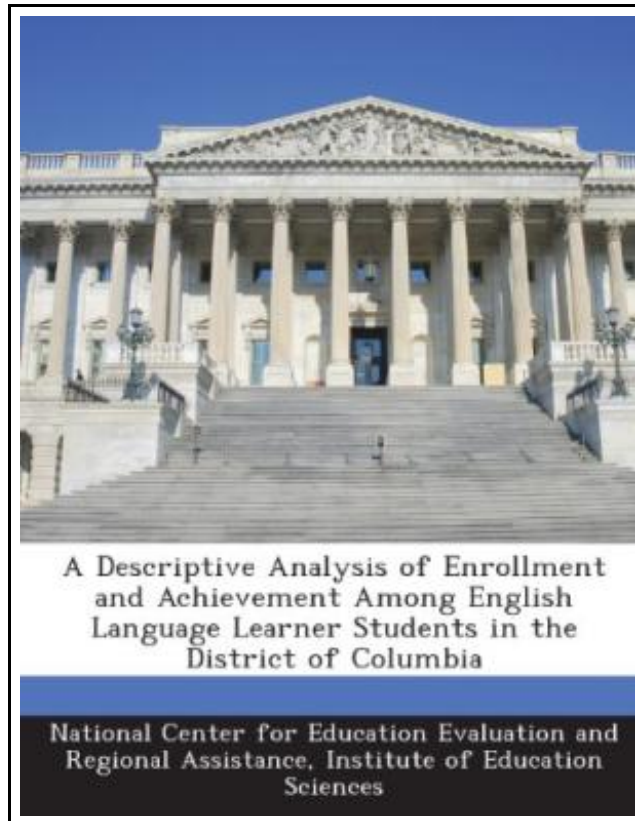 A Descriptive Analysis of Enrollment
and Achievement Among English
Language Learner Students in the
District of Columbia
National Center for Education Evaluation and
Regional Assistance, Institute of Education
Sciences